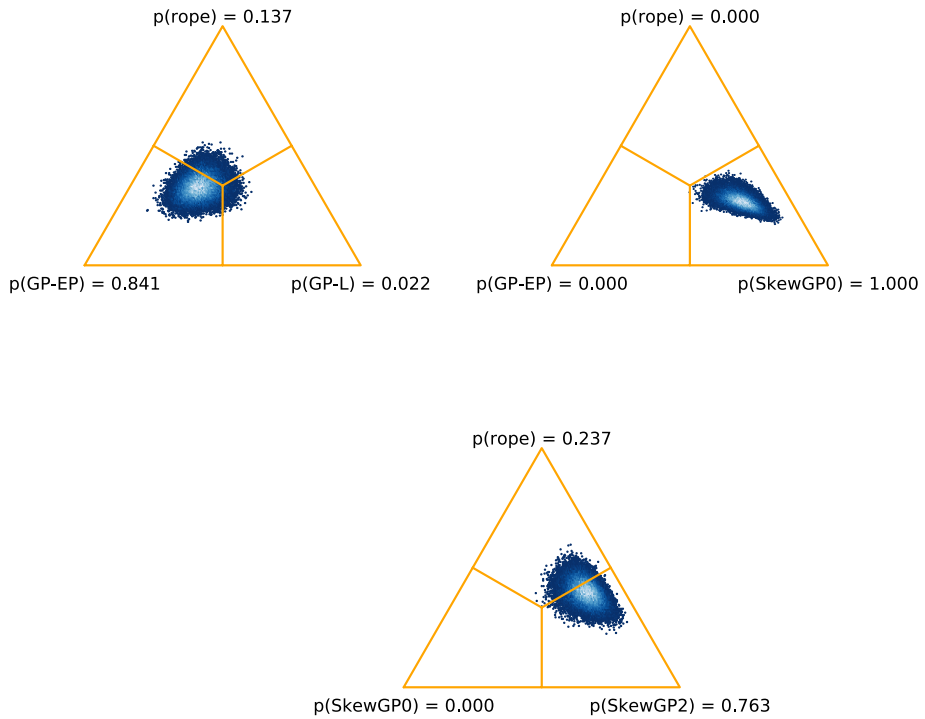 p(rope) = 0.137
p(rope) = 0.000
p(GP-EP) = 0.841
p(GP-L) = 0.022
p(GP-EP) = 0.000
p(SkewGP0) = 1.000
p(rope) = 0.237
p(SkewGP0) = 0.000
p(SkewGP2) = 0.763